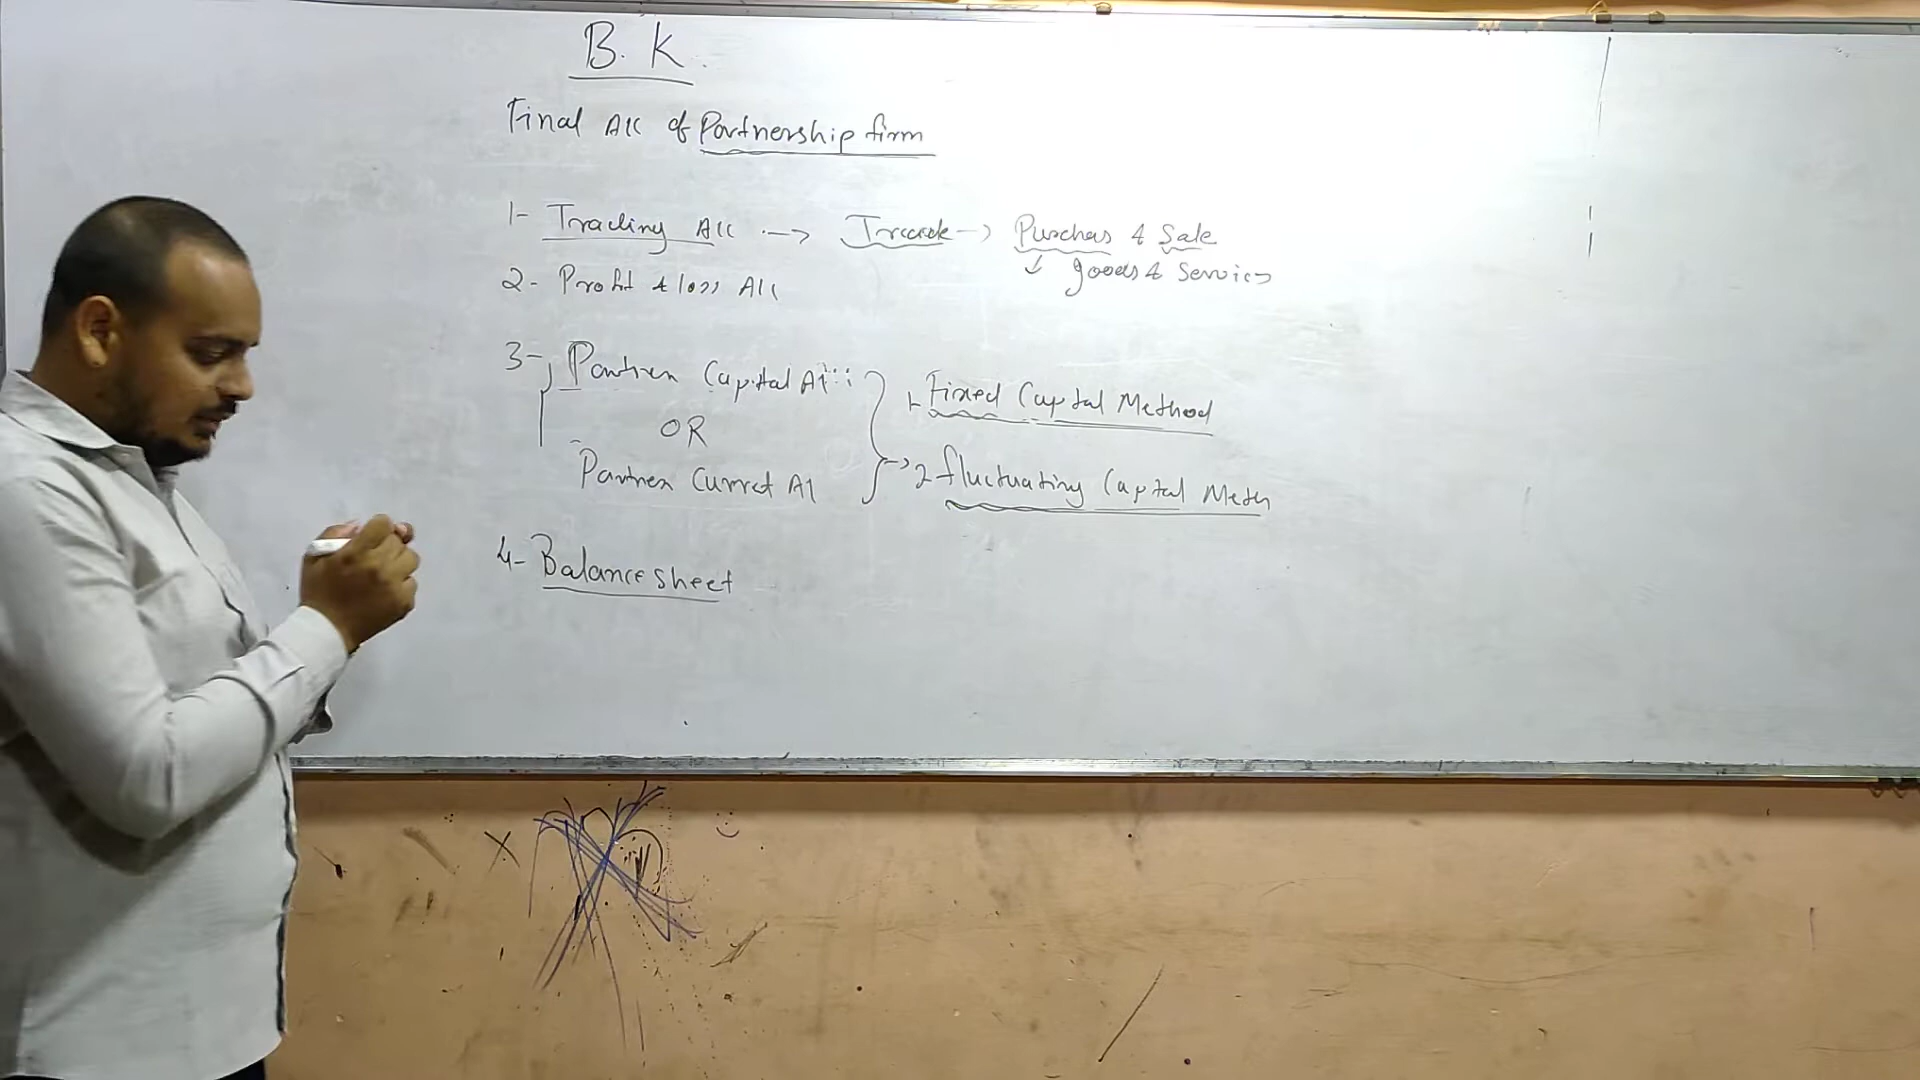 B. K.
Final A/c of Partnership firm
1- Trading A/c → Trade → Purchas & Sale
↓ goods & Services
2- Profit & loss A/c
3- Partner Capital A/c
1- Fixed Capital Method
OR
→ 2 fluctuating Capital Meth
Partner Current A/
4- Balance sheet